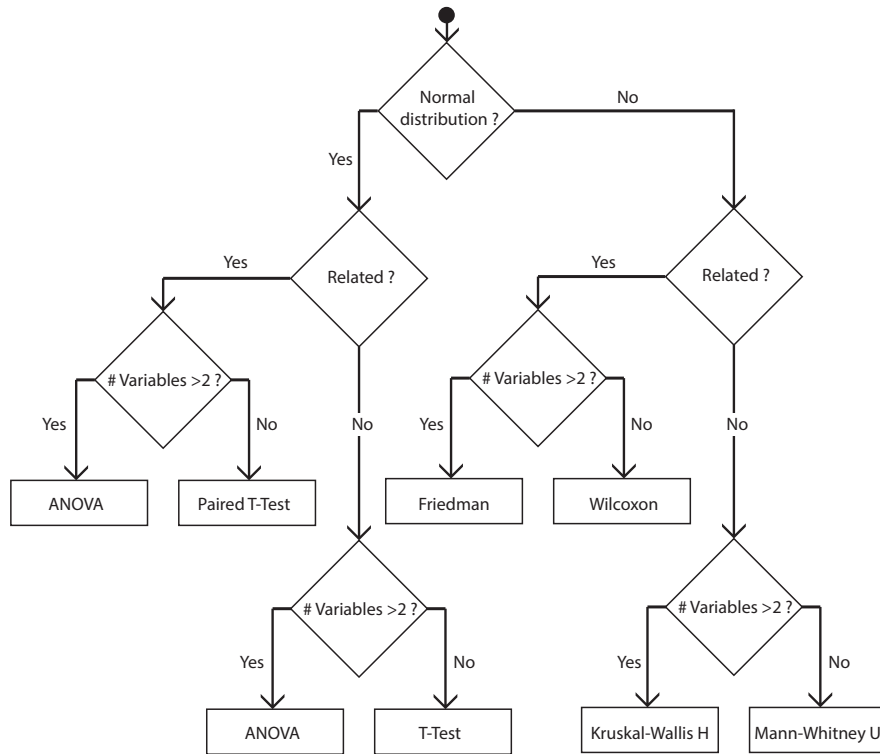 Normal
distribution ?
No
Yes
Related ?
Yes
Related ?
Yes
# Variables >2 ?
# Variables >2 ?
Yes
No
No
Yes
No
No
ANOVA
Paired T-Test
Friedman
Wilcoxon
# Variables >2 ?
# Variables >2 ?
Yes
No
Yes
No
ANOVA
T-Test
Kruskal-Wallis H
Mann-Whitney U